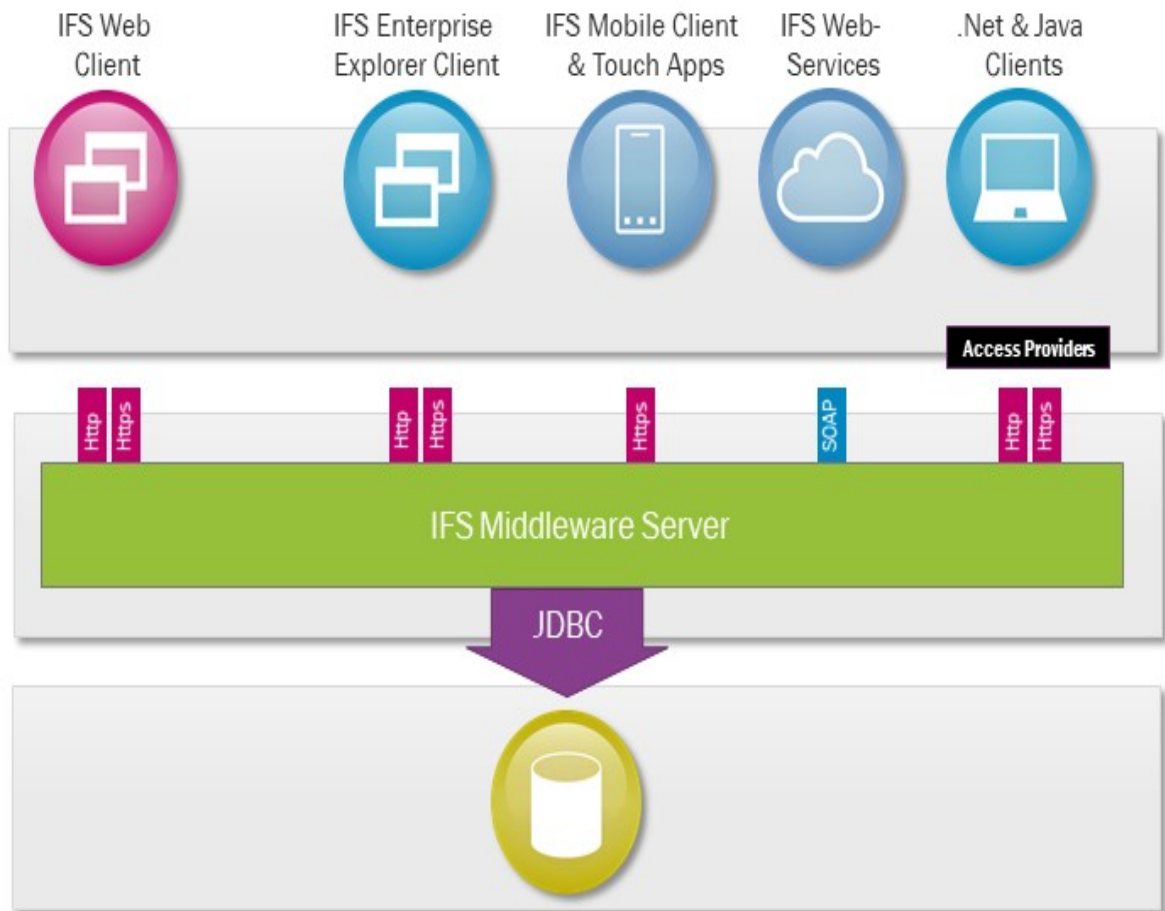 IFS Web
Client
IFS Enterprise
Explorer Client
IFS Mobile Client
& Touch Apps
IFS Web-
Services
.Net & Java
Clients
Access Providers
Http
Https
Http
Https
Https
SOAP
Http
Https
IFS Middleware Server
JDBC